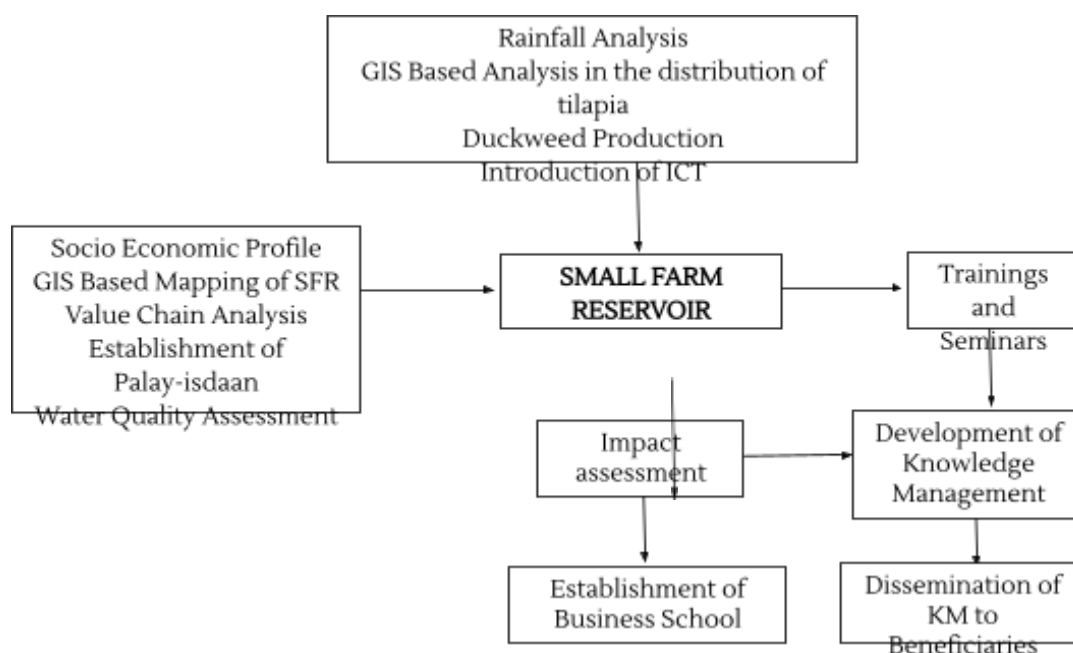 Rainfall Analysis
GIS Based Analysis in the distribution of
tilapia
Duckweed Production
Introduction of ICT
Socio Economic Profile
GIS Based Mapping of SFR
Value Chain Analysis
Establishment of
Palay-isdaan
Water Quality Assessment
SMALL FARM
RESERVOIR
Trainings
and
Seminars
Impact
assessment
Development of
Knowledge
Management
Establishment of
Business School
Dissemination of
KM to
Beneficiaries